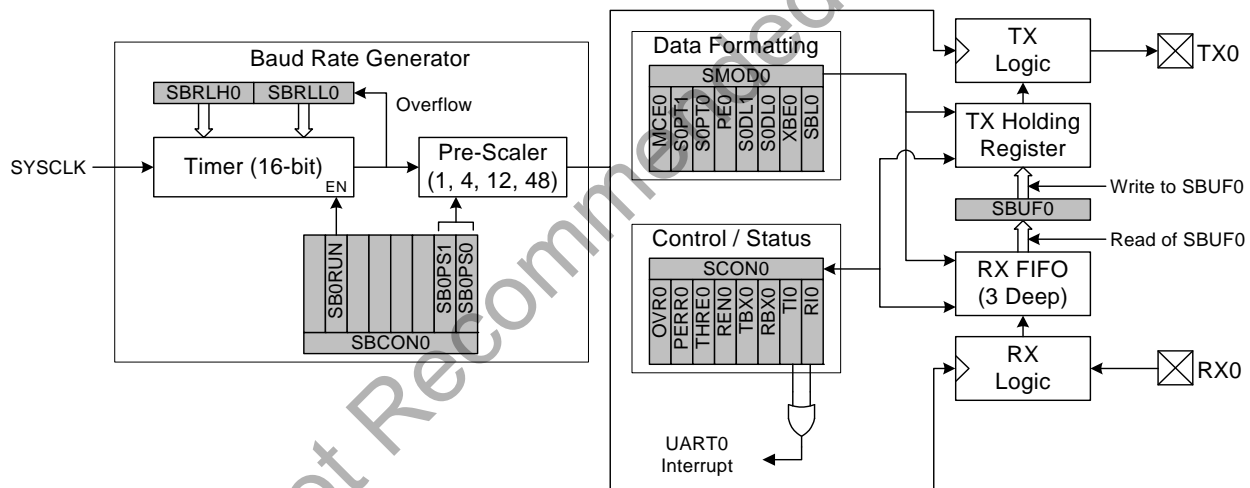 Baud Rate Generator
SBRLH0 SBRLL0
Overflow
SYSCLK
Timer (16-bit)
EN
Pre-Scaler
(1, 4, 12, 48)
SB0RUN
SB0PS1
SB0PS0
SBCON0
Data Formatting
SMOD0
MCE0
S0PT1
S0PT0
PE0
S0DL1
S0DL0
XBE0
SBL0
Control / Status
SCON0
OVR0
PERR0
THRE0
REN0
TBX0
RBX0
TI0
RI0
UART0
Interrupt
TX
Logic
TX0
TX Holding
Register
Write to SBUF0
SBUF0
Read of SBUF0
RX FIFO
(3 Deep)
RX
Logic
RX0
Not Recommended